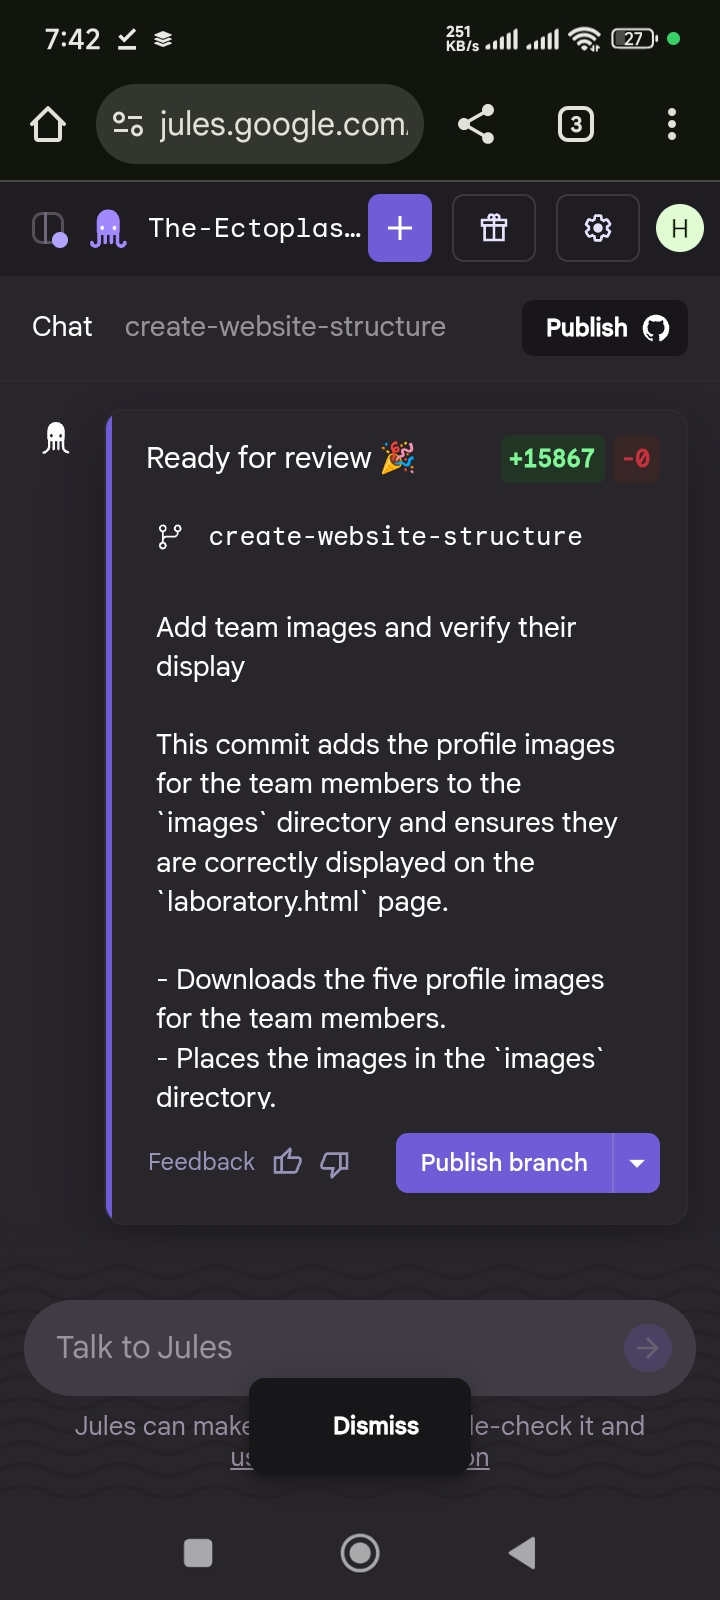 7:42
251
KB/s
27
jules.google.com/
3
The-Ectoplas...
H
Chat
create-website-structure
Publish
Ready for review 🎉
+15867
-0
create-website-structure
Add team images and verify their
display
This commit adds the profile images
for the team members to the
`images` directory and ensures they
are correctly displayed on the
`laboratory.html` page.
- Downloads the five profile images
for the team members.
- Places the images in the `images`
directory.
Feedback
Publish branch
Talk to Jules
Dismiss
Jules can make
le-check it and
us
on